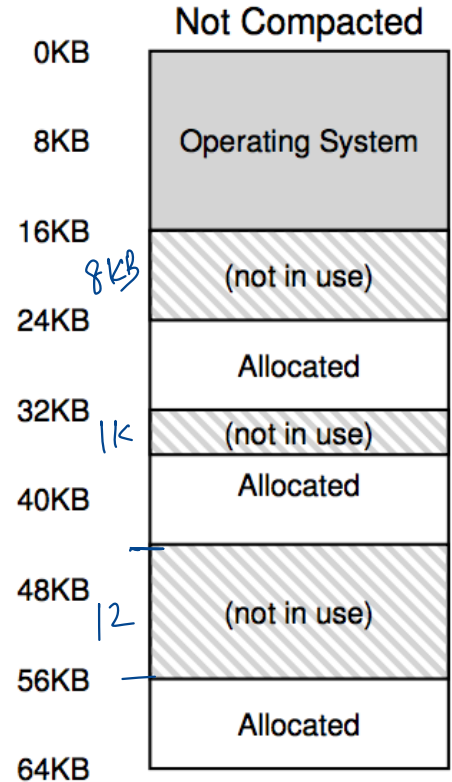 Not Compacted
0KB
8KB
Operating System
16KB
8KB
(not in use)
24KB
Allocated
32KB
1K
(not in use)
Allocated
40KB
48KB
12
(not in use)
56KB
Allocated
64KB